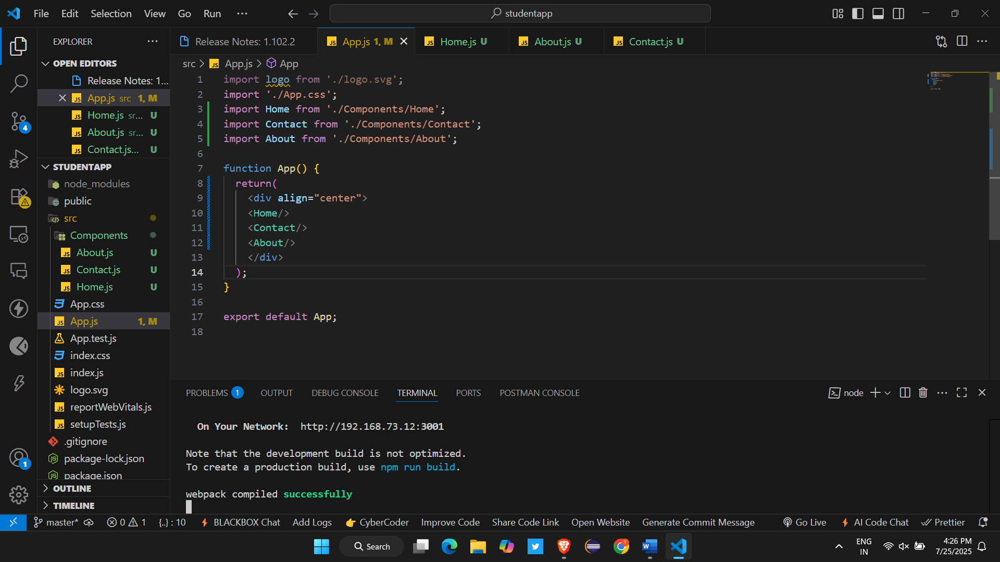 File Edit Selection View Go Run ··· studentapp
EXPLORER ···
OPEN EDITORS
Release Notes: 1...
App.js src 1, M
Home.js sr... U
About.js sr... U
Contact.js... U
STUDENTAPP
node_modules
public
src
Components
About.js U
Contact.js U
Home.js U
App.css
App.js 1, M
App.test.js
index.css
index.js
logo.svg
reportWebVitals.js
setupTests.js
.gitignore
package-lock.json
package.json
OUTLINE
TIMELINE
4
1
Release Notes: 1.102.2 App.js 1, M Home.js U About.js U Contact.js U
src > App.js > App
1 import logo from './logo.svg';
2 import './App.css';
3 import Home from './Components/Home';
4 import Contact from './Components/Contact';
5 import About from './Components/About';
6
7 function App() {
8 return(
9 <div align="center">
10 <Home/>
11 <Contact/>
12 <About/>
13 </div>
14 );
15 }
16
17 export default App;
18
PROBLEMS 1 OUTPUT DEBUG CONSOLE TERMINAL PORTS POSTMAN CONSOLE node
On Your Network: http://192.168.73.12:3001
Note that the development build is not optimized.
To create a production build, use npm run build.
webpack compiled successfully
master* 0 1 {..} : 10 BLACKBOX Chat Add Logs CyberCoder Improve Code Share Code Link Open Website Generate Commit Message Go Live AI Code Chat Prettier
Search ENG 4:26 PM
IN 7/25/2025